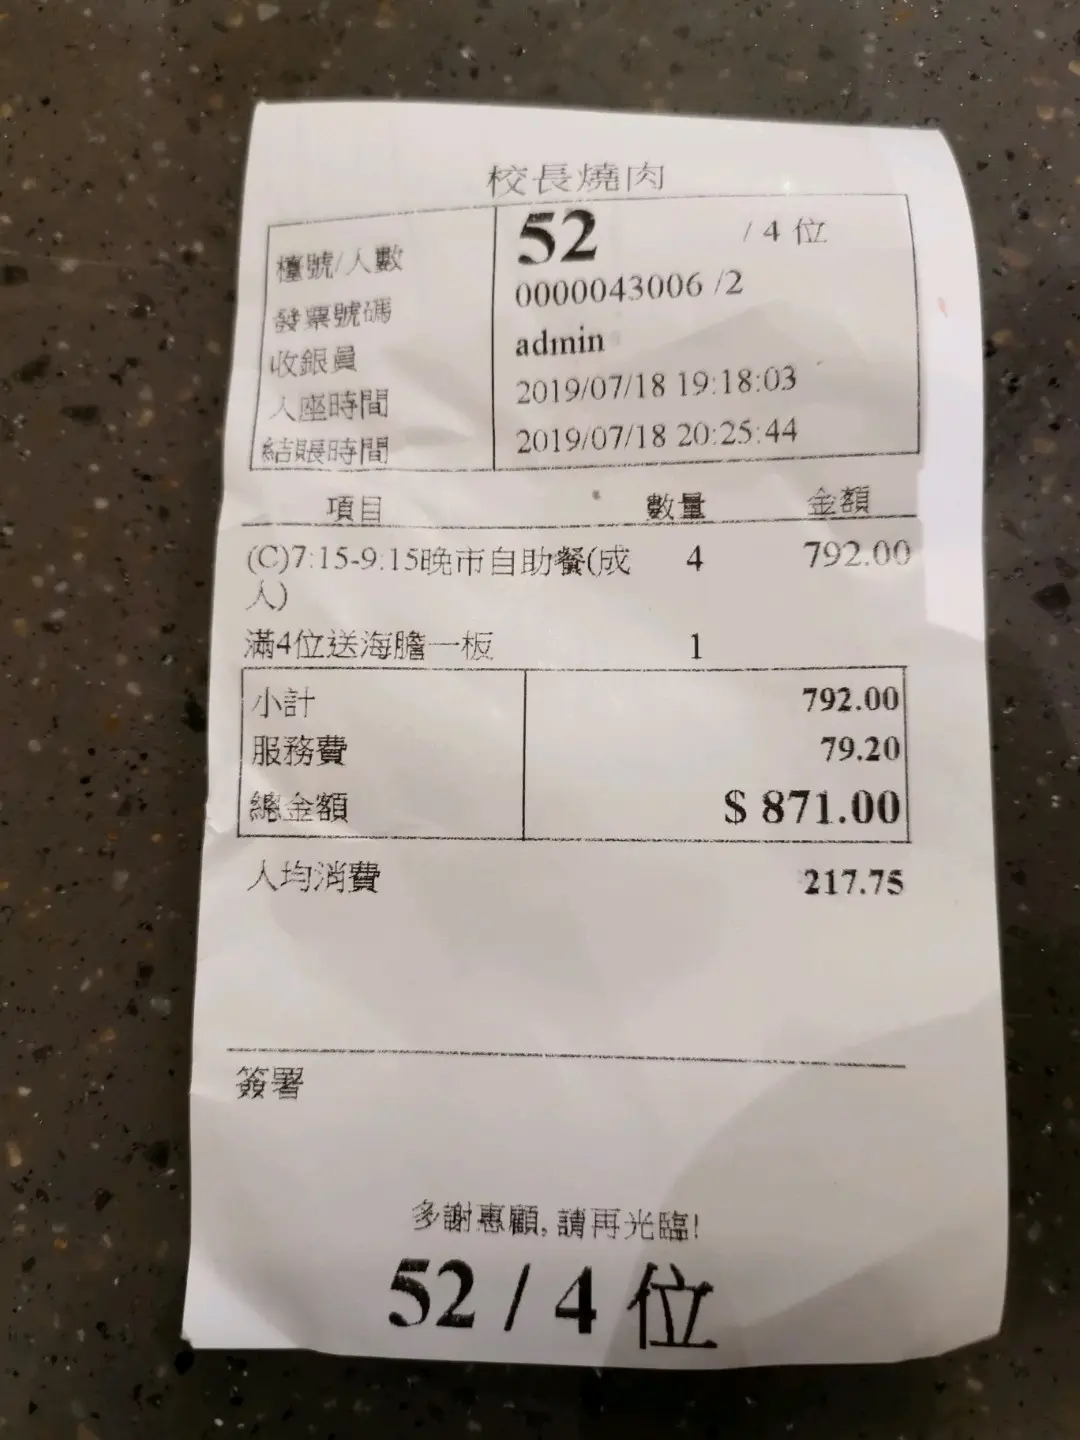 校長燒肉
檯號/人數 52 / 4 位
發票號碼 0000043006 /2
收銀員 admin
入座時間 2019/07/18 19:18:03
結賬時間 2019/07/18 20:25:44
項目 數量 金額
(C)7:15-9:15晚市自助餐(成 4 792.00
人)
滿4位送海膽一板 1
小計 792.00
服務費 79.20
總金額 $ 871.00
人均消費 217.75
簽署
多謝惠顧, 請再光臨!
52 / 4 位